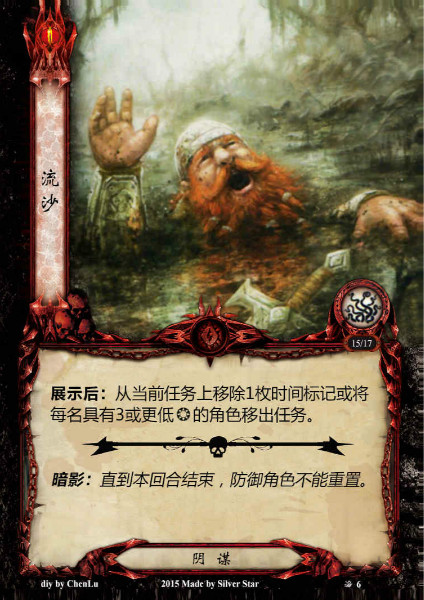 流沙
15/17
展示后：从当前任务上移除1枚时间标记或将
每名具有3或更低的角色移出任务。
暗影：直到本回合结束，防御角色不能重置。
阴谋
diy by ChenLu
2015 Made by Silver Star
6